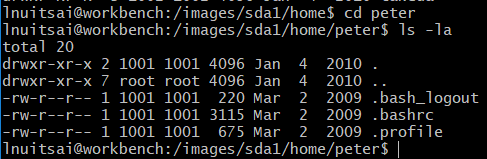 lnuitsai@workbench:/images/sda1/home$ cd peter
lnuitsai@workbench:/images/sda1/home/peter$ ls -la
total 20
drwxr-xr-x 2 1001 1001 4096 Jan  4  2010 .
drwxr-xr-x 7 root root 4096 Jan  4  2010 ..
-rw-r--r-- 1 1001 1001  220 Mar  2  2009 .bash_logout
-rw-r--r-- 1 1001 1001 3115 Mar  2  2009 .bashrc
-rw-r--r-- 1 1001 1001  675 Mar  2  2009 .profile
lnuitsai@workbench:/images/sda1/home/peter$